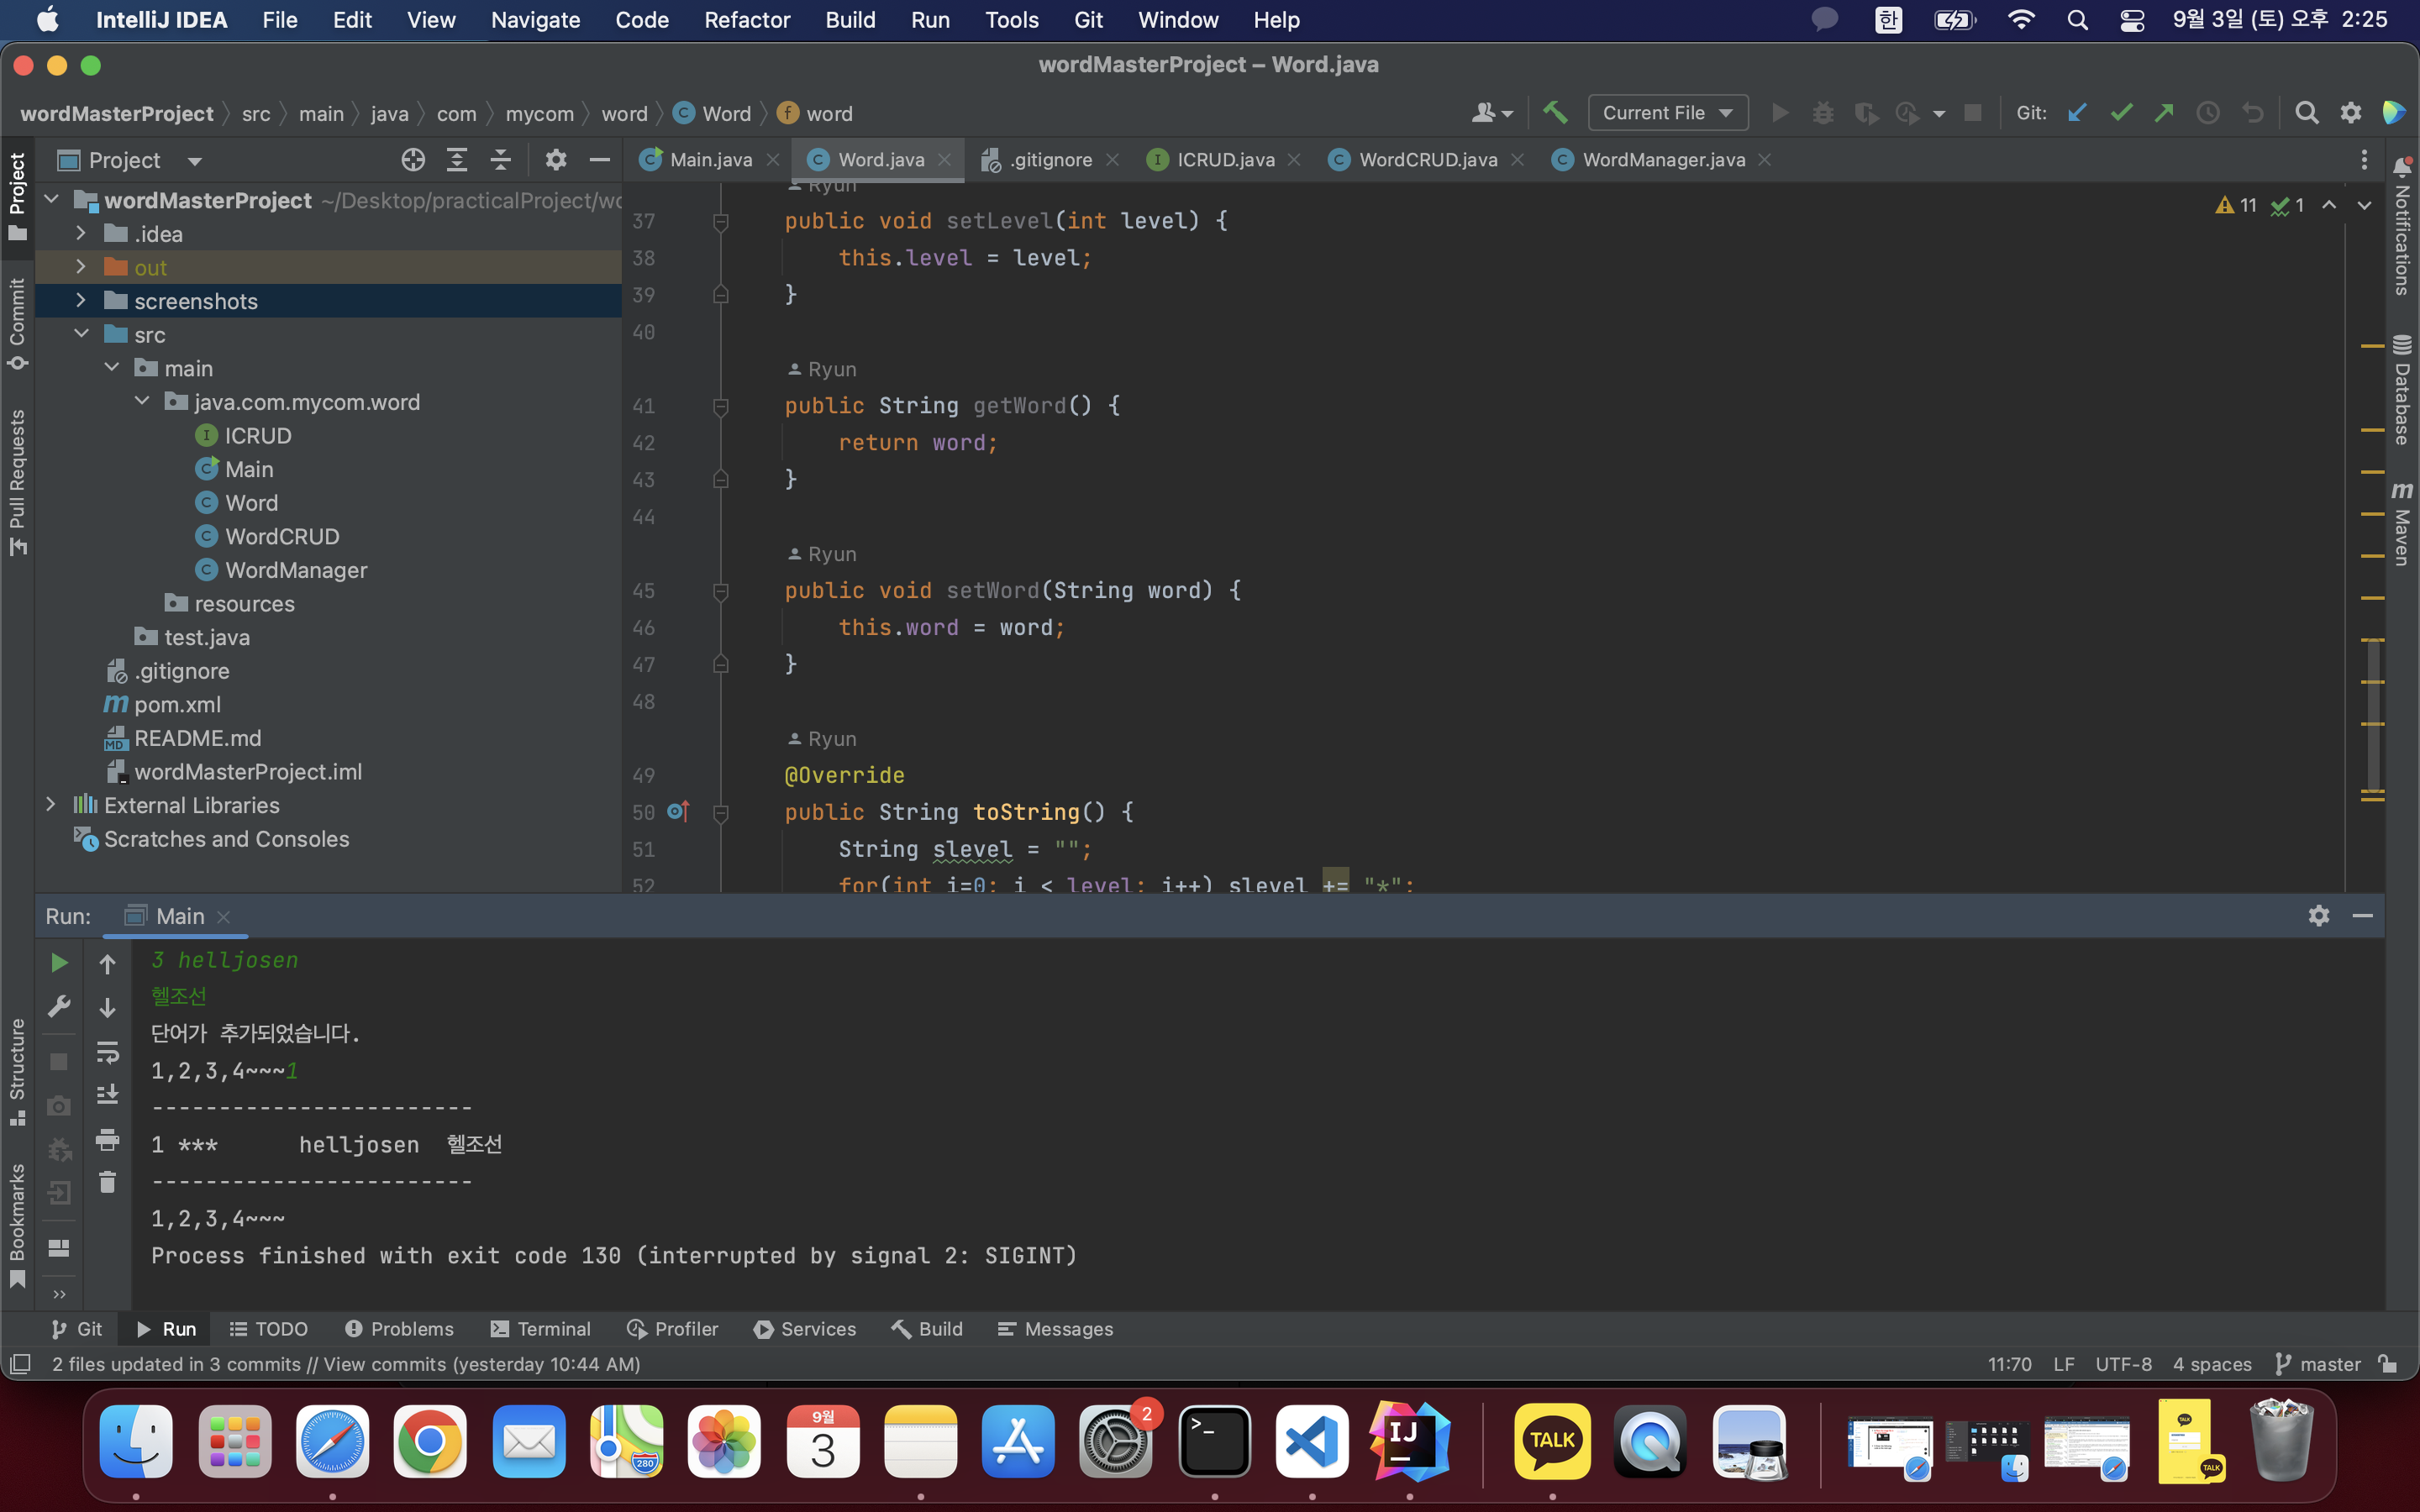 IntelliJ IDEA File Edit View Navigate Code Refactor Build Run Tools Git Window Help 한 9월 3일 (토) 오후 2:25
wordMasterProject – Word.java
wordMasterProject src main java com mycom word Word word Current File Git:
Project Main.java Word.java .gitignore ICRUD.java WordCRUD.java WordManager.java
wordMasterProject ~/Desktop/practicalProject/wo
.idea
out
screenshots
src
main
java.com.mycom.word
ICRUD
Main
Word
WordCRUD
WordManager
resources
test.java
.gitignore
pom.xml
README.md
wordMasterProject.iml
External Libraries
Scratches and Consoles
Project
Commit
Pull Requests
Structure
Bookmarks
Ryun
11 1
37 public void setLevel(int level) {
38 this.level = level;
39 }
40
Ryun
41 public String getWord() {
42 return word;
43 }
44
Ryun
45 public void setWord(String word) {
46 this.word = word;
47 }
48
Ryun
49 @Override
50 public String toString() {
51 String slevel = "";
52 for(int i=0; i < level; i++) slevel += "*";
Notifications
Database
Maven
Run: Main
3 helljosen
헬조선
단어가 추가되었습니다.
1,2,3,4~~~1
------------------------
1 *** helljosen 헬조선
------------------------
1,2,3,4~~~
Process finished with exit code 130 (interrupted by signal 2: SIGINT)
Git Run TODO Problems Terminal Profiler Services Build Messages
2 files updated in 3 commits // View commits (yesterday 10:44 AM) 11:70 LF UTF-8 4 spaces master
9월
3
280
2
>_
IJ
TALK
TALK
TALK